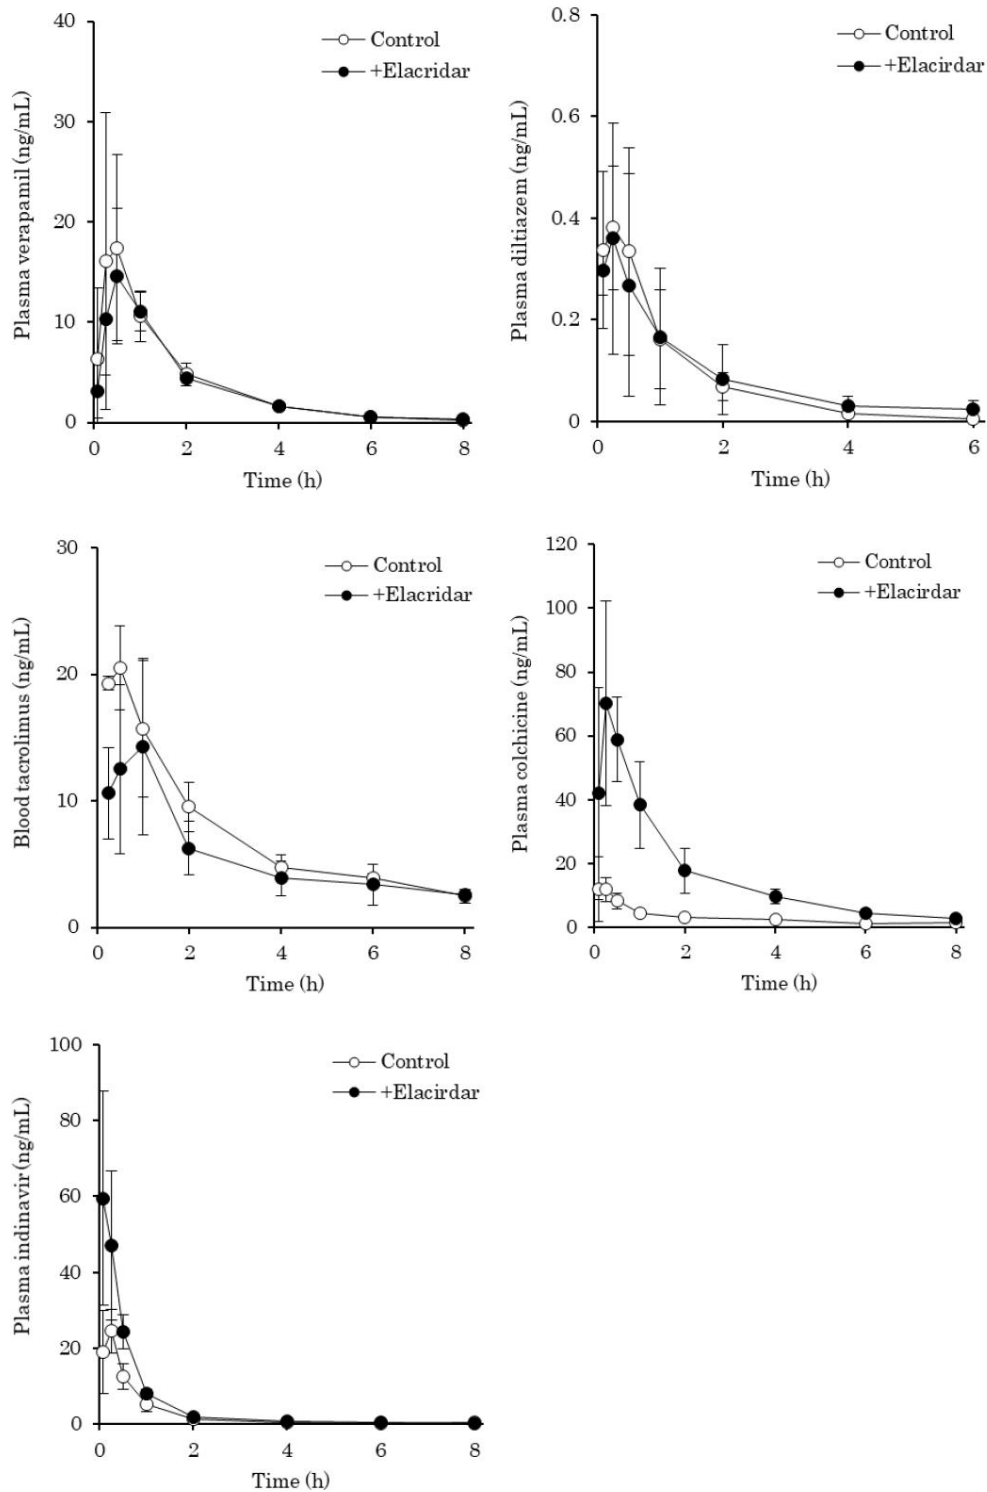 40
30
20
10
0
Plasma verapamil (ng/mL)
Control
+Elacridar
0 2 4 6 8
Time (h)
0.8
0.6
0.4
0.2
0
Plasma diltiazem (ng/mL)
Control
+Elacirdar
0 2 4 6
Time (h)
30
20
10
0
Blood tacrolimus (ng/mL)
Control
+Elacridar
0 2 4 6 8
Time (h)
120
100
80
60
40
20
0
Plasma colchicine (ng/mL)
Control
+Elacirdar
0 2 4 6 8
Time (h)
100
80
60
40
20
0
Plasma indinavir (ng/mL)
Control
+Elacirdar
0 2 4 6 8
Time (h)